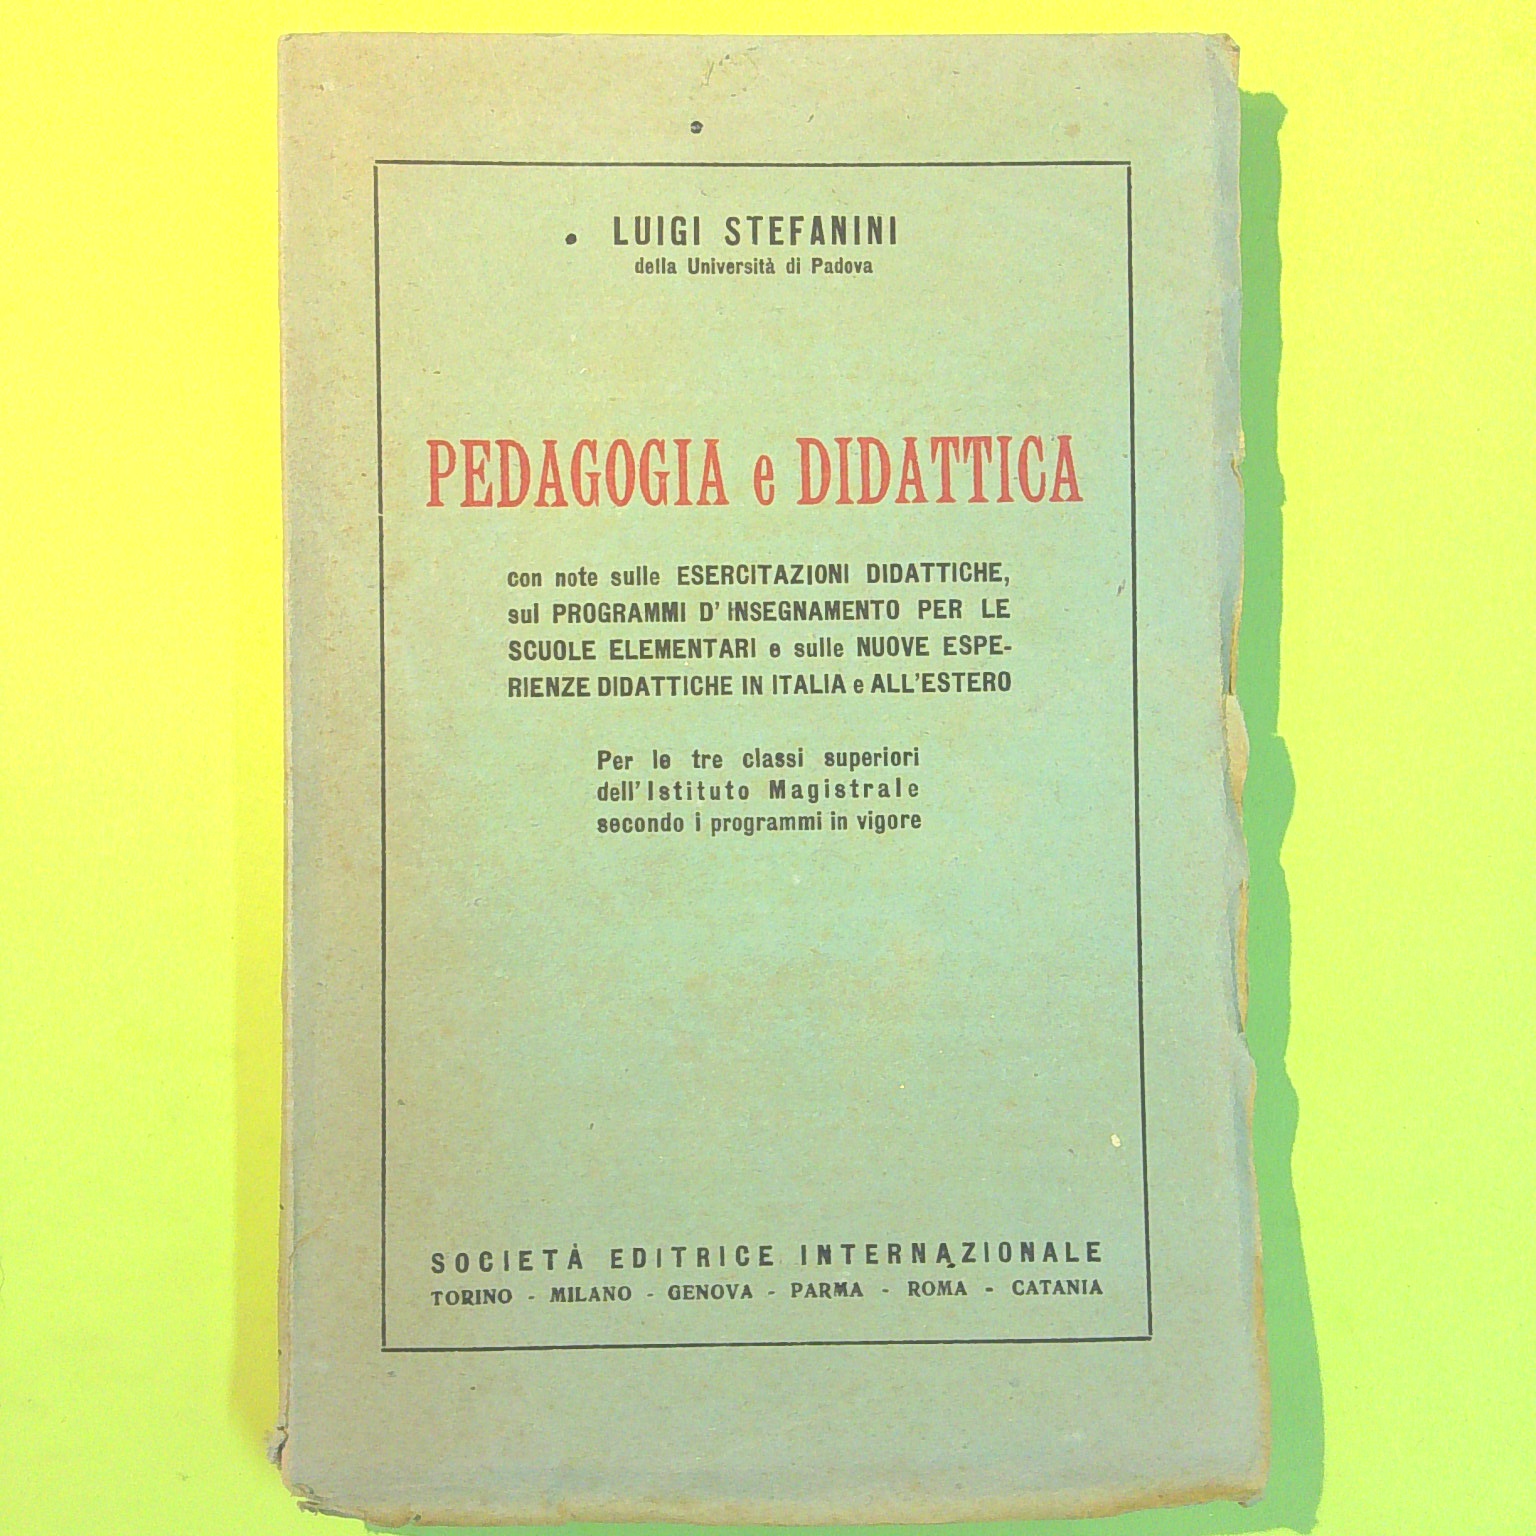 LUIGI STEFANINI
della Università di Padova
PEDAGOGIA e DIDATTICA
con note sulle ESERCITAZIONI DIDATTICHE,
sui PROGRAMMI D'INSEGNAMENTO PER LE
SCUOLE ELEMENTARI e sulle NUOVE ESPE-
RIENZE DIDATTICHE IN ITALIA e ALL'ESTERO
Per le tre classi superiori
dell'Istituto Magistrale
secondo i programmi in vigore
SOCIETÀ EDITRICE INTERNAZIONALE
TORINO - MILANO - GENOVA - PARMA - ROMA - CATANIA